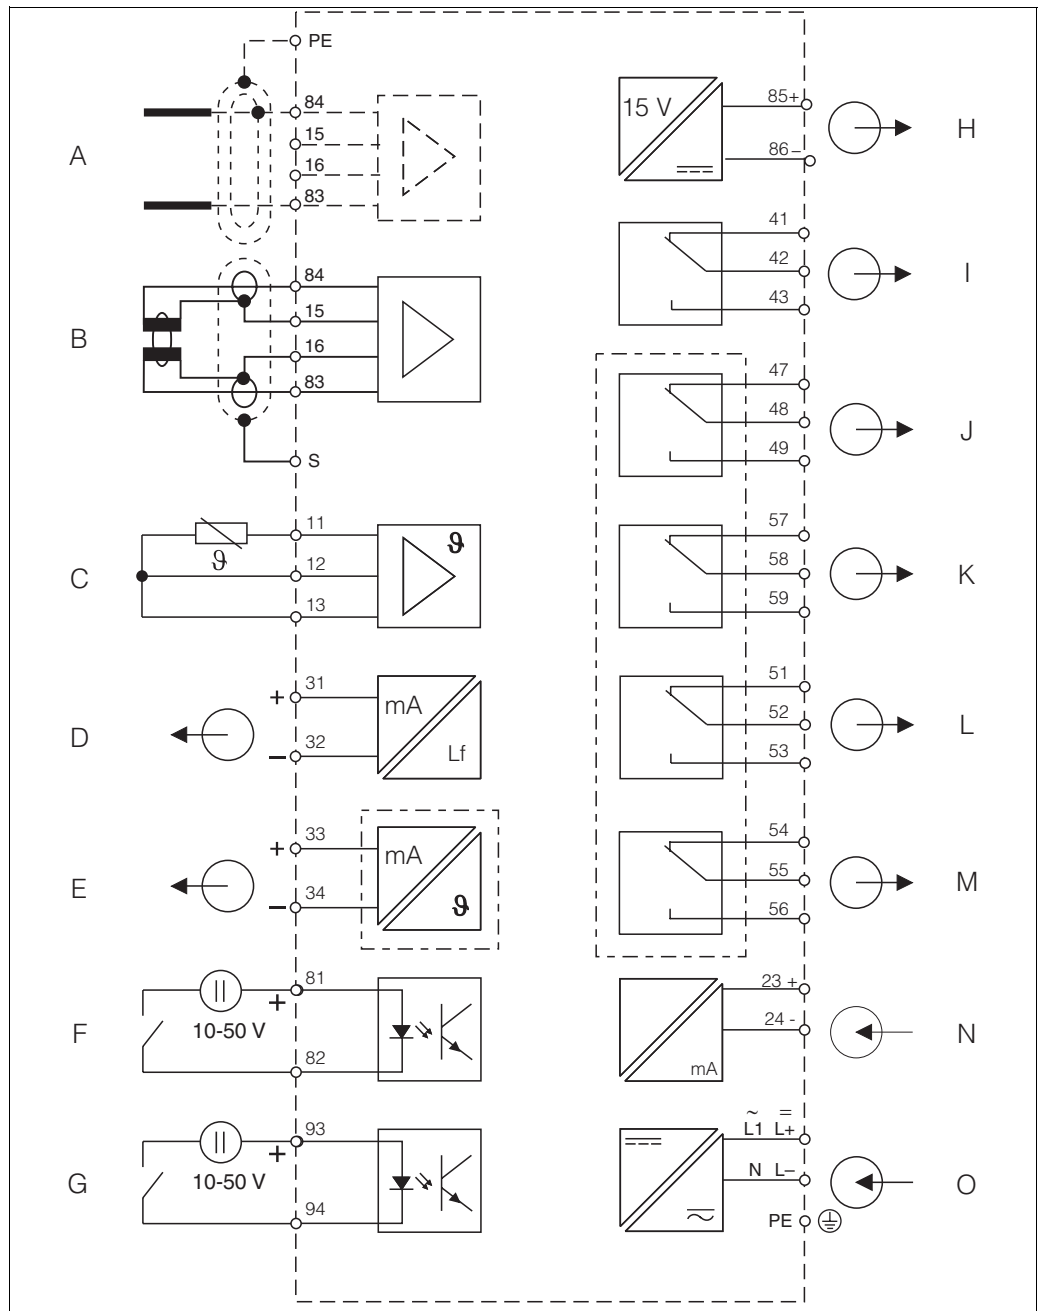 PE
A
84
15
16
83
B
84
15
16
83
S
C
ϑ
11
12
13
ϑ
D
+ 31
− 32
mA
Lf
E
+ 33
− 34
mA
ϑ
F
10-50 V
+
81
82
G
10-50 V
+
93
94
15 V
85+
86−
H
41
42
43
I
47
48
49
J
57
58
59
K
51
52
53
L
54
55
56
M
mA
23 +
24 -
N
~ =
L1 L+
N L−
PE
O